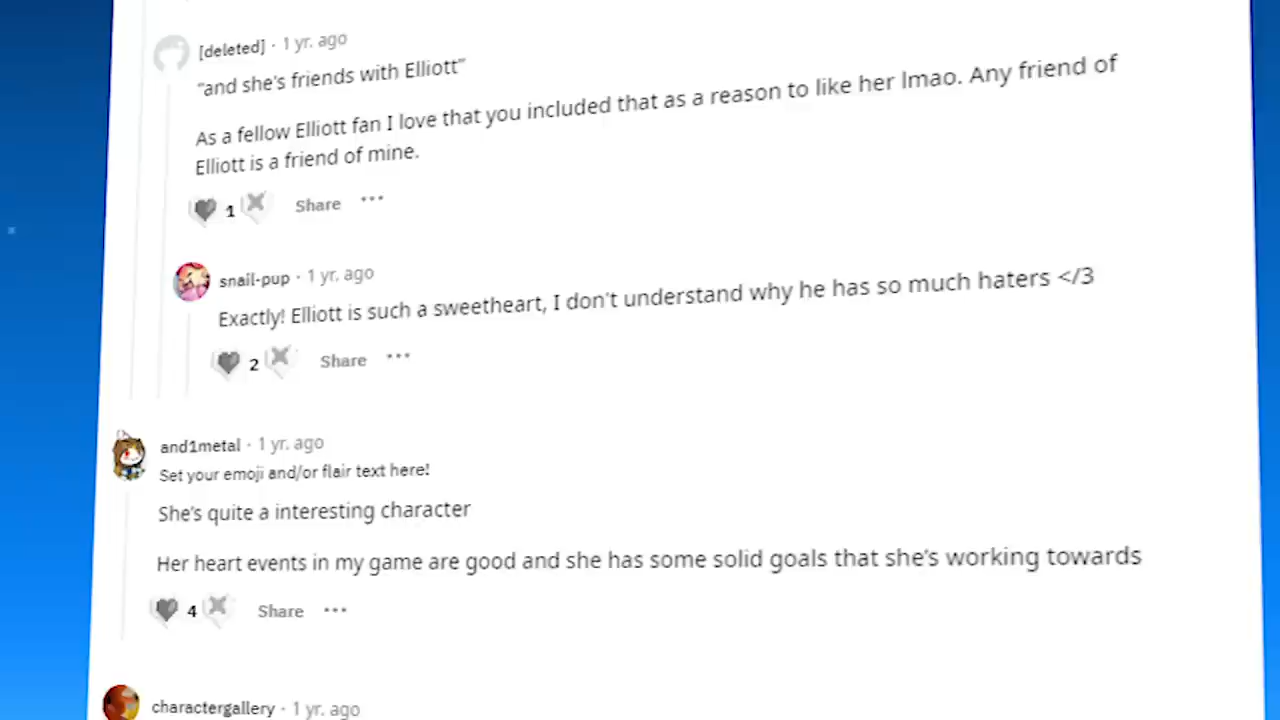 [deleted] · 1 yr. ago
"and she's friends with Elliott"
As a fellow Elliott fan I love that you included that as a reason to like her lmao. Any friend of
Elliott is a friend of mine.
1 Share ···
snail-pup · 1 yr. ago
Exactly! Elliott is such a sweetheart, I don't understand why he has so much haters </3
2 Share ···
and1metal · 1 yr. ago
Set your emoji and/or flair text here!
She's quite a interesting character
Her heart events in my game are good and she has some solid goals that she's working towards
4 Share ···
charactergallery · 1 yr. ago